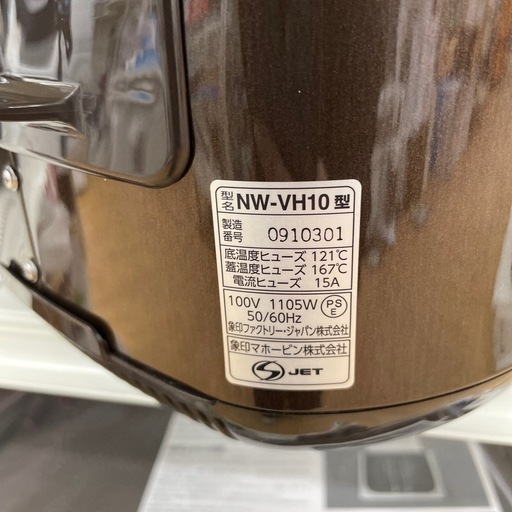 型名 NW-VH10 型
製造番号 0910301
底温度ヒューズ 121℃
蓋温度ヒューズ 167℃
電流ヒューズ 15A
100V 1105W PSE
50/60Hz
象印ファクトリー・ジャパン株式会社
象印マホービン株式会社
S JET